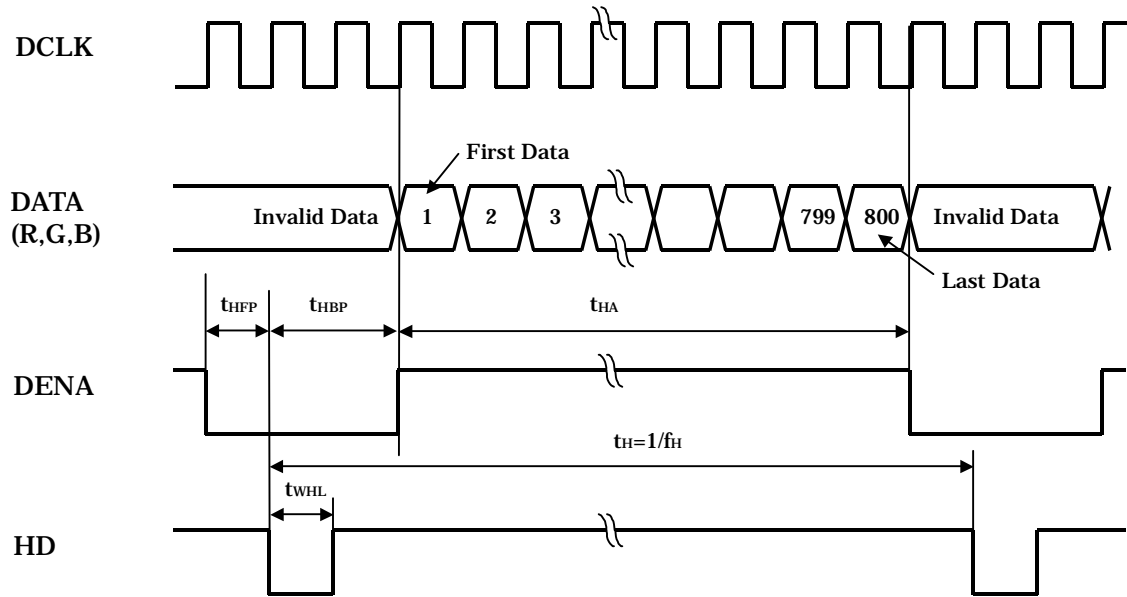 DCLK
First Data
DATA
(R,G,B)
Invalid Data 1 2 3 799 800 Invalid Data
Last Data
tHFP tHBP tHA
DENA
tH=1/fH
tWHL
HD